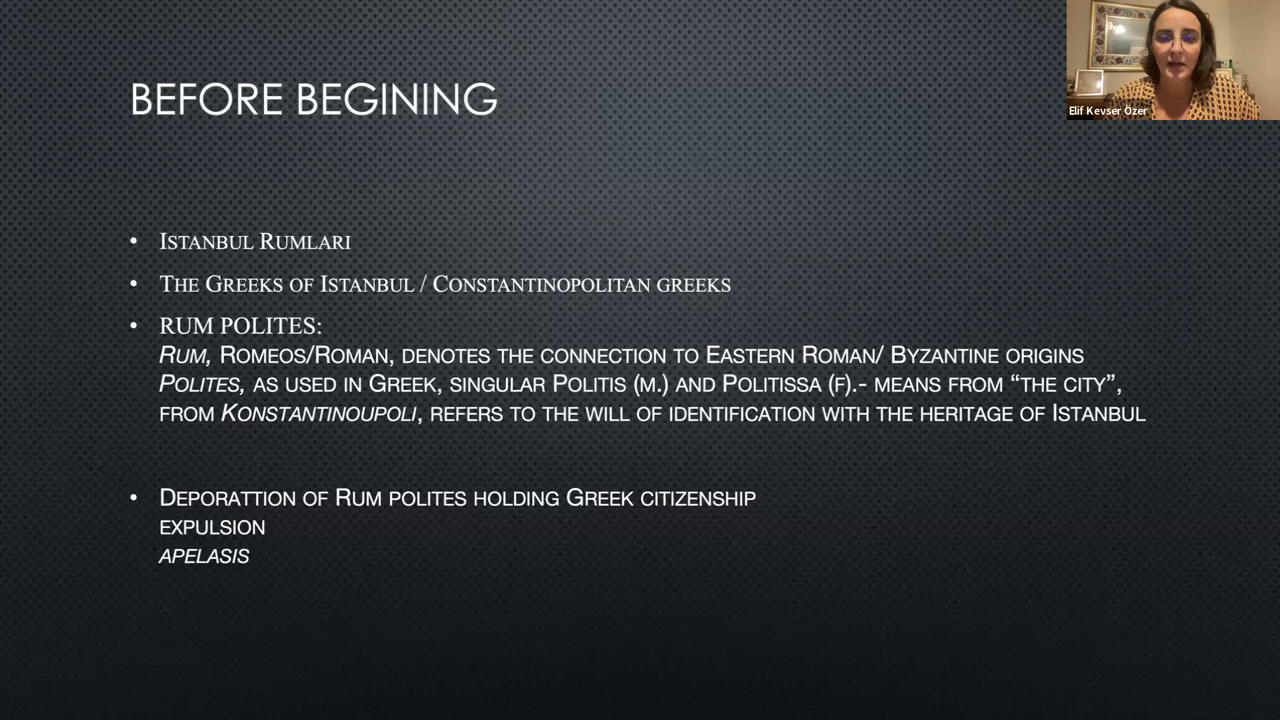 BEFORE BEGINING
Elif Kevser Özer
• ISTANBUL RUMLARI
• THE GREEKS OF ISTANBUL / CONSTANTINOPOLITAN GREEKS
• RUM POLITES:
RUM, ROMEOS/ROMAN, DENOTES THE CONNECTION TO EASTERN ROMAN/ BYZANTINE ORIGINS
POLITES, AS USED IN GREEK, SINGULAR POLITIS (M.) AND POLITISSA (F).- MEANS FROM “THE CITY”,
FROM KONSTANTINOUPOLI, REFERS TO THE WILL OF IDENTIFICATION WITH THE HERITAGE OF ISTANBUL
• DEPORATTION OF RUM POLITES HOLDING GREEK CITIZENSHIP
EXPULSION
APELASIS